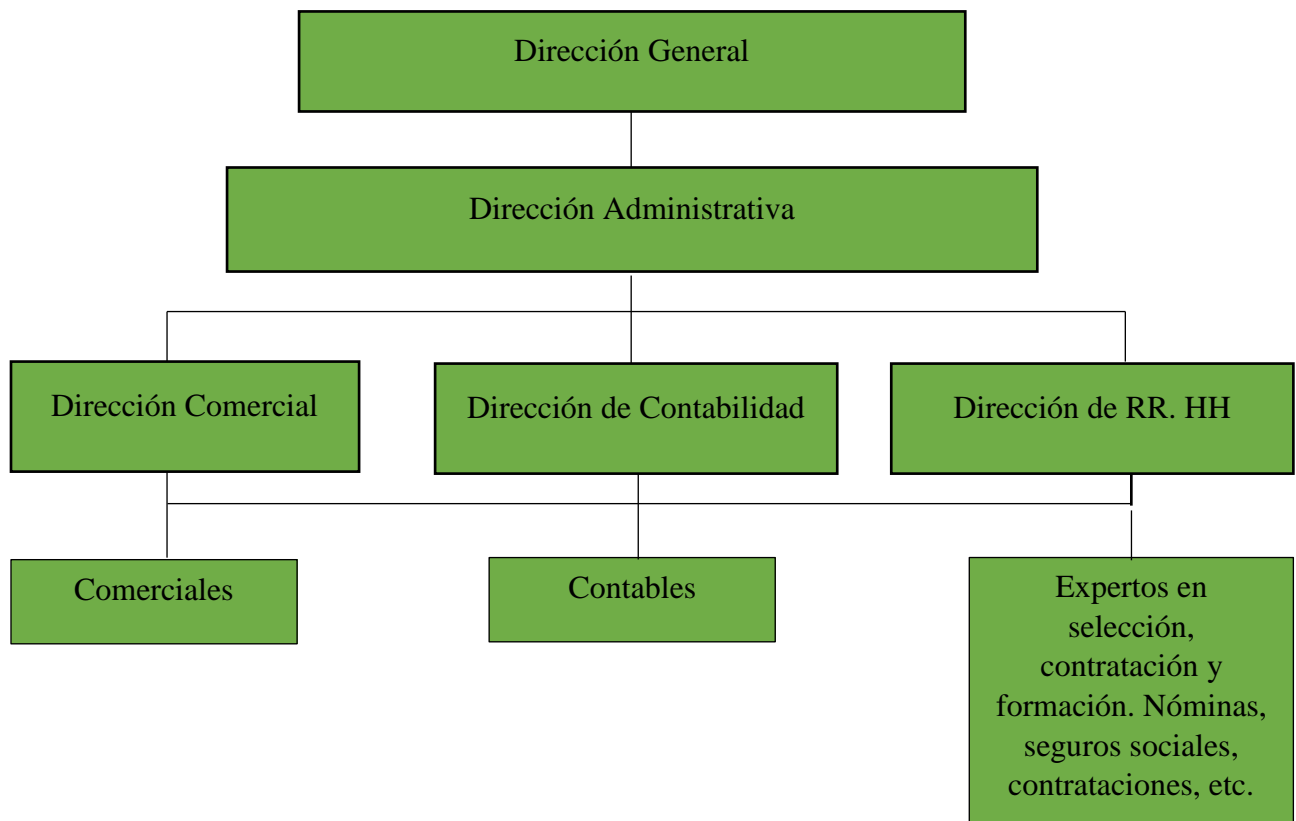 Dirección General
Dirección Administrativa
Dirección Comercial
Dirección de Contabilidad
Dirección de RR. HH
Comerciales
Contables
Expertos en
selección,
contratación y
formación. Nóminas,
seguros sociales,
contrataciones, etc.